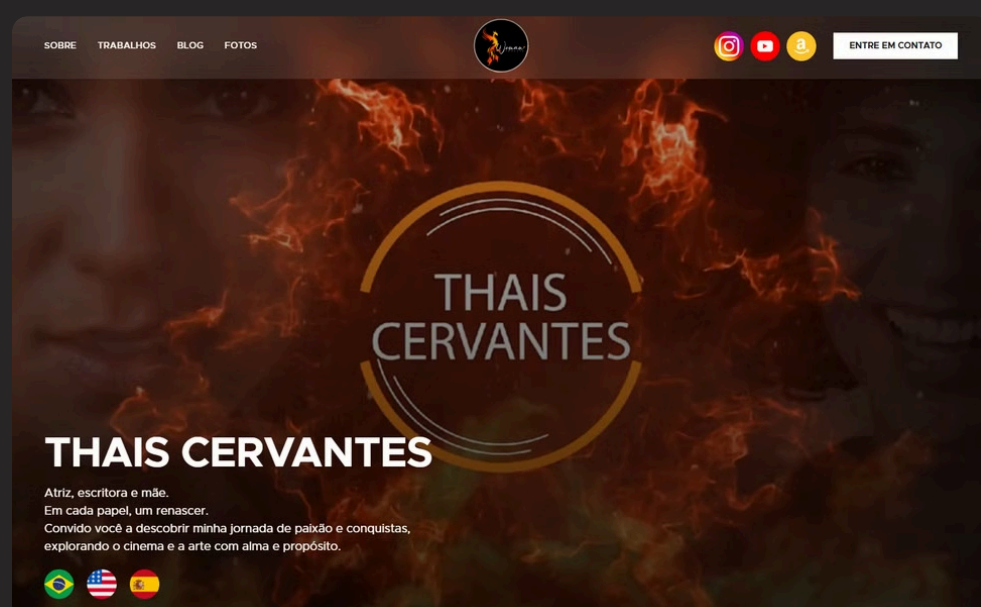 SOBRE TRABALHOS BLOG FOTOS Woman! ENTRE EM CONTATO
THAIS
CERVANTES
THAIS CERVANTES
Atriz, escritora e mãe.
Em cada papel, um renascer.
Convido você a descobrir minha jornada de paixão e conquistas,
explorando o cinema e a arte com alma e propósito.